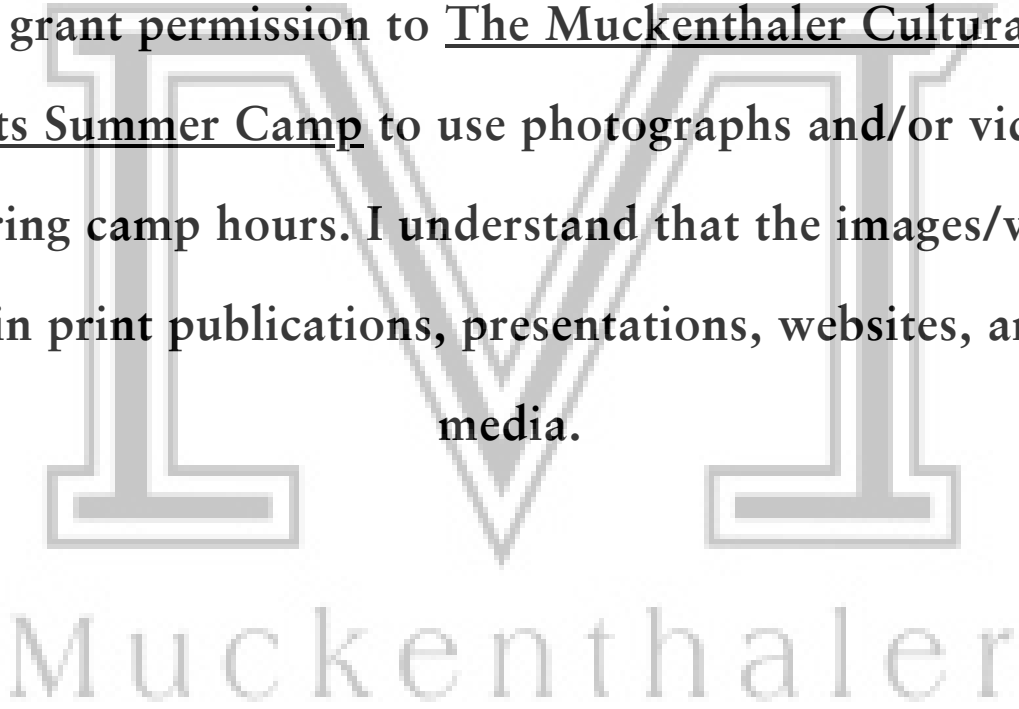 grant permission to The Muckenthaler Cultura
ts Summer Camp to use photographs and/or vid
ring camp hours. I understand that the images/v
in print publications, presentations, websites, a
media.
Muckenthaler